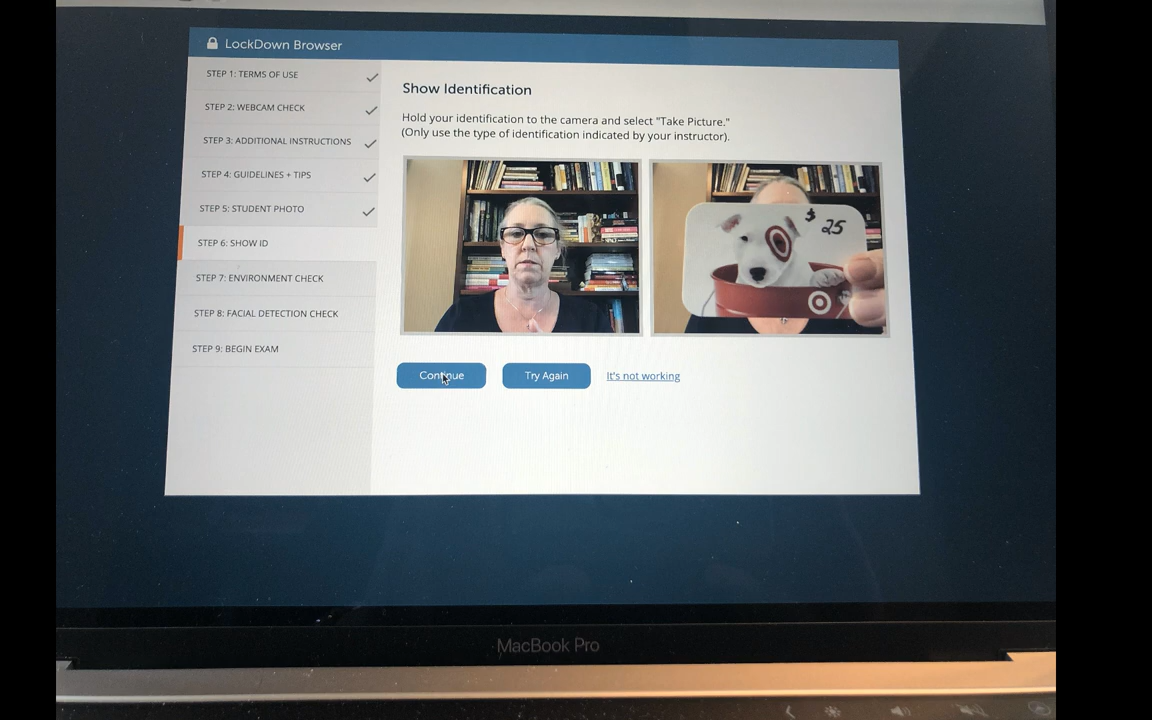 LockDown Browser
STEP 1: TERMS OF USE
STEP 2: WEBCAM CHECK
STEP 3: ADDITIONAL INSTRUCTIONS
STEP 4: GUIDELINES + TIPS
STEP 5: STUDENT PHOTO
STEP 6: SHOW ID
STEP 7: ENVIRONMENT CHECK
STEP 8: FACIAL DETECTION CHECK
STEP 9: BEGIN EXAM
Show Identification
Hold your identification to the camera and select "Take Picture."
(Only use the type of identification indicated by your instructor).
$ 25
Continue
Try Again
It's not working
MacBook Pro